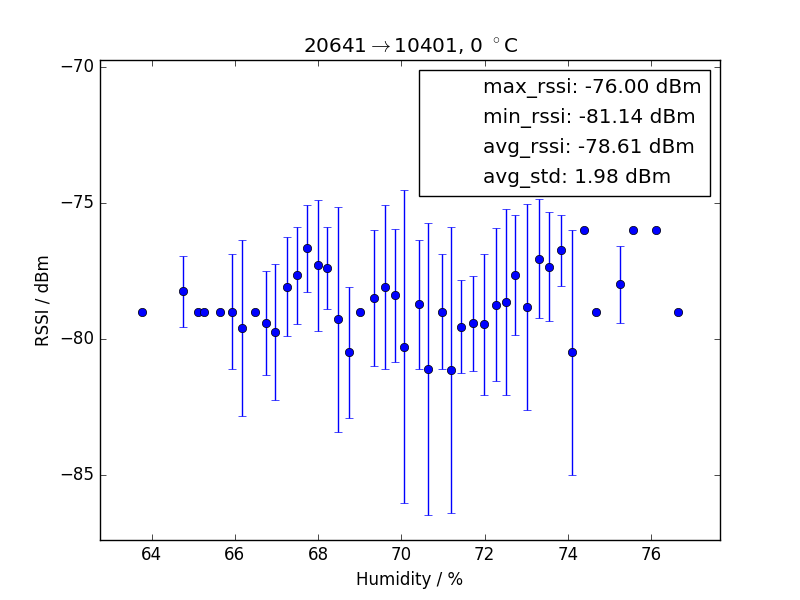 20641→10401, 0 °C
max_rssi: -76.00 dBm
min_rssi: -81.14 dBm
avg_rssi: -78.61 dBm
avg_std: 1.98 dBm
RSSI / dBm
−70
−75
−80
−85
64 66 68 70 72 74 76
Humidity / %